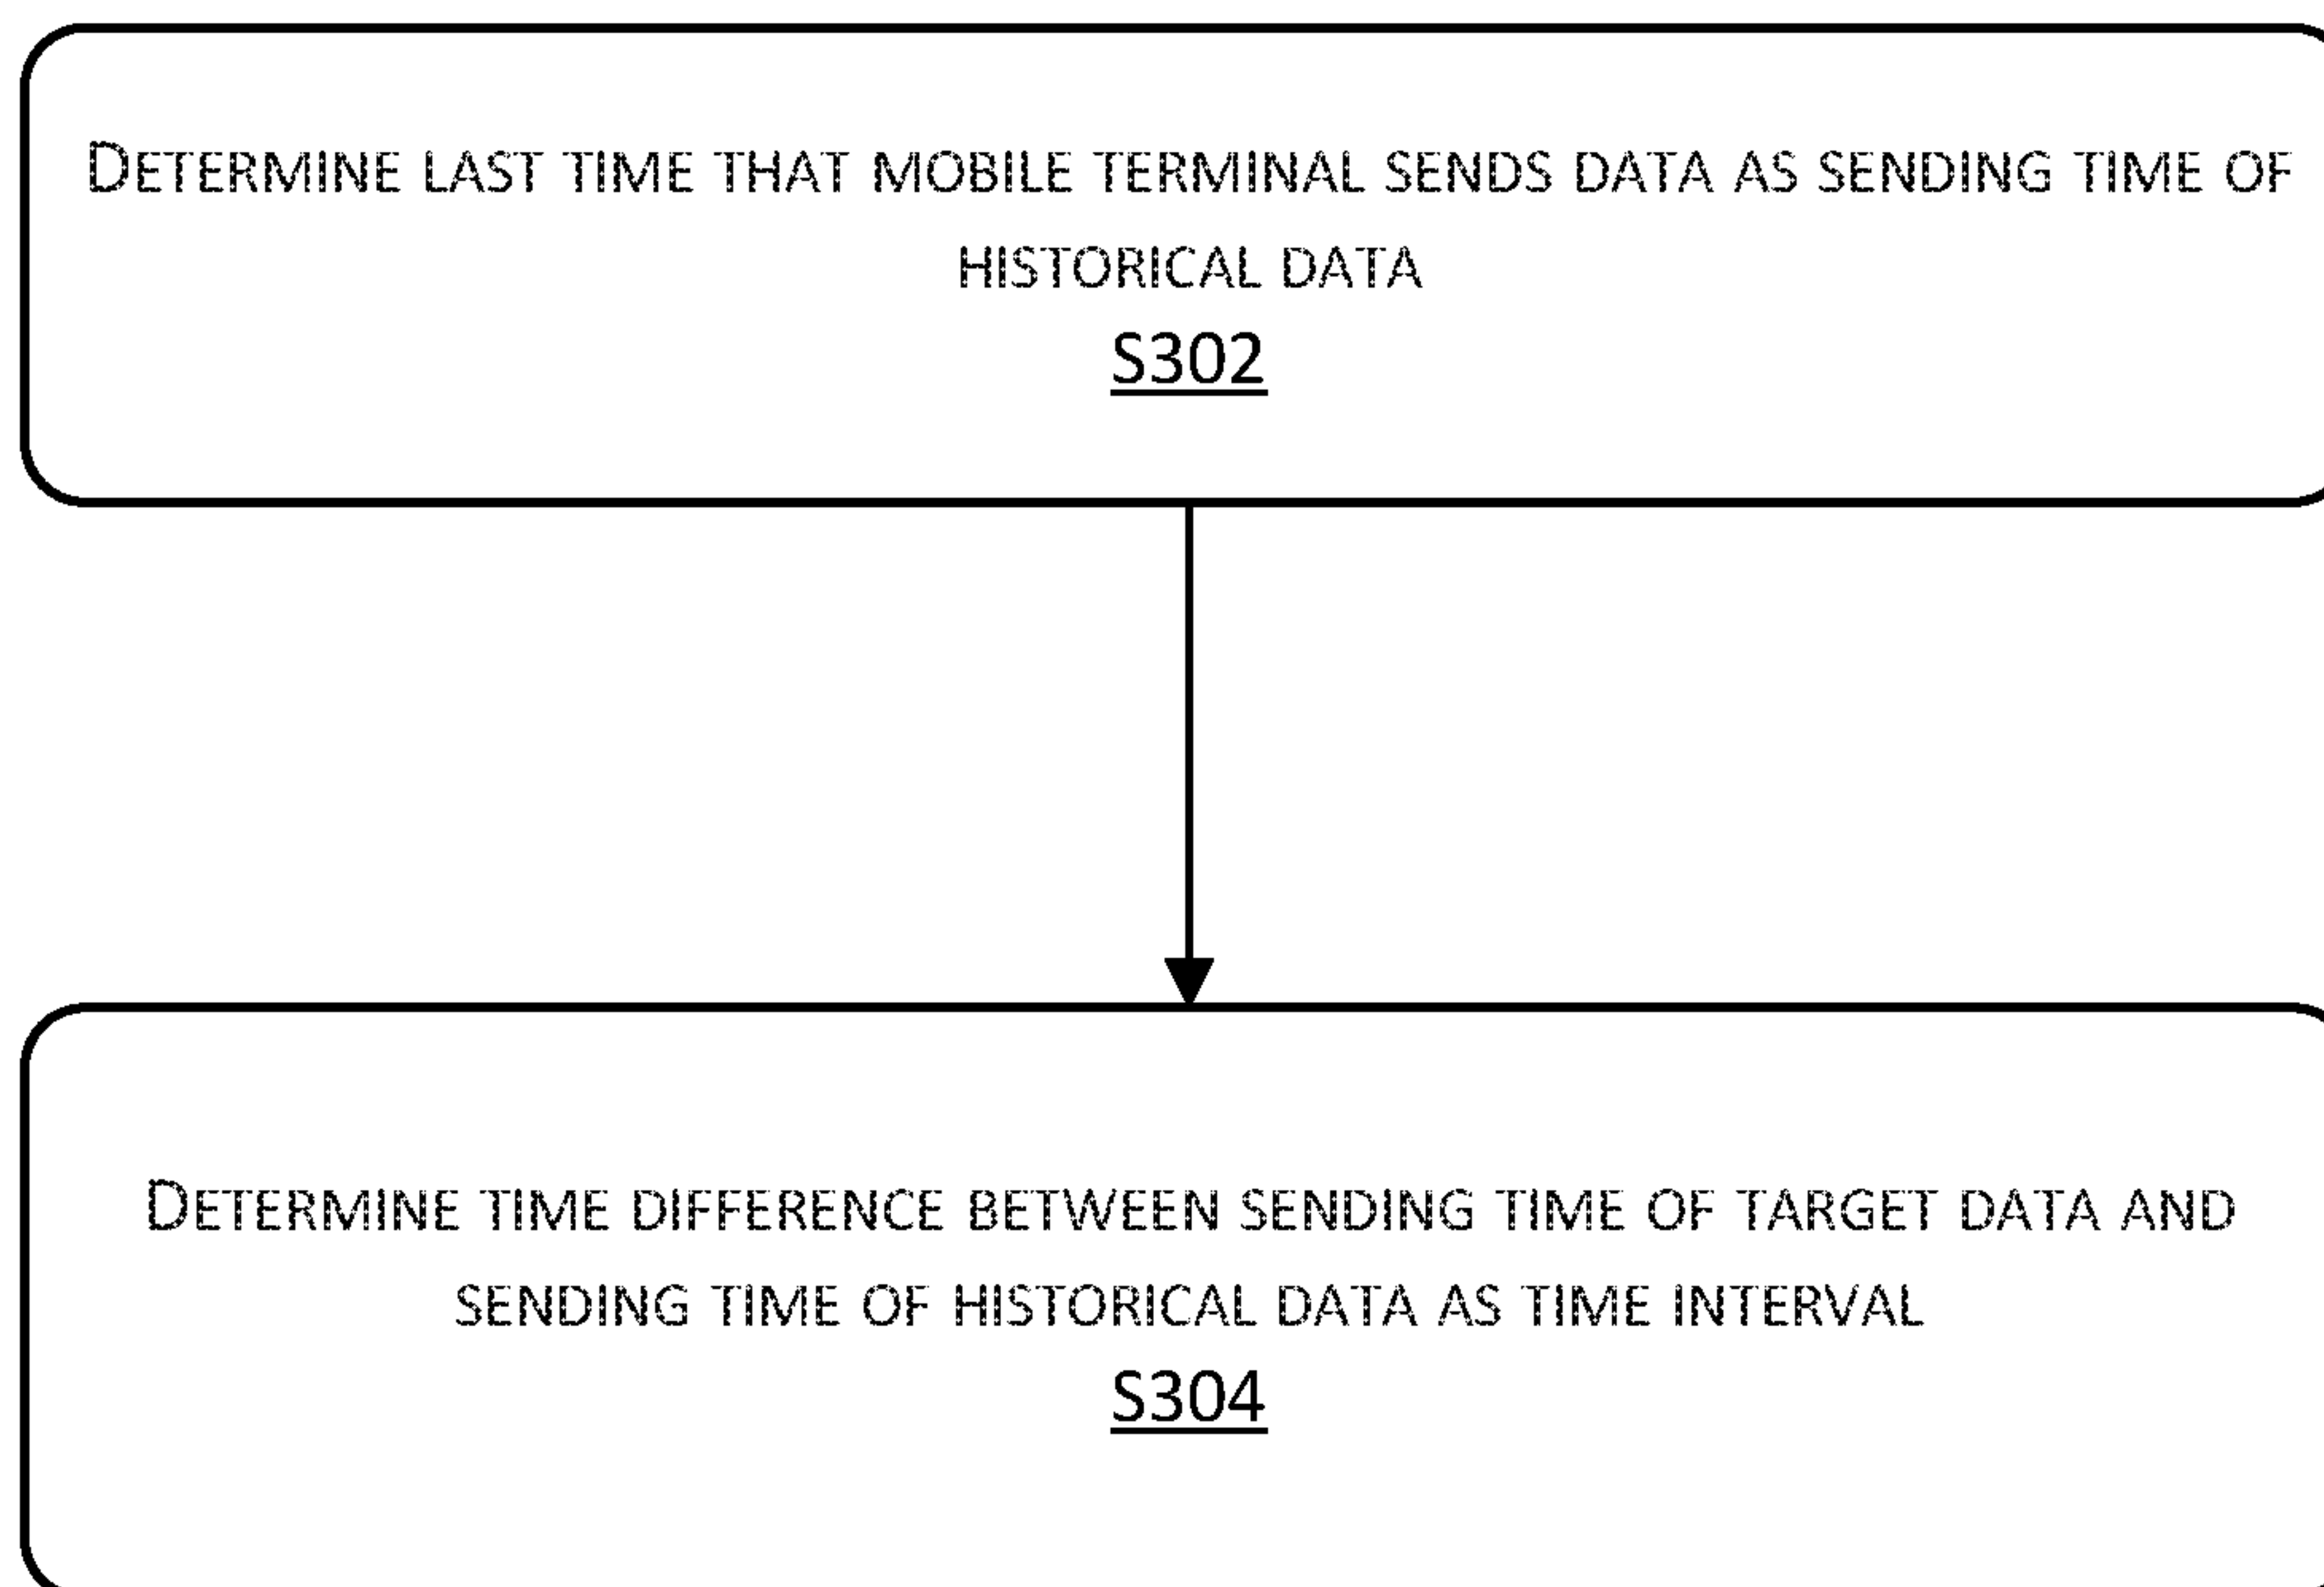 DETERMINE LAST TIME THAT MOBILE TERMINAL SENDS DATA AS SENDING TIME OF
HISTORICAL DATA
S302
DETERMINE TIME DIFFERENCE BETWEEN SENDING TIME OF TARGET DATA AND
SENDING TIME OF HISTORICAL DATA AS TIME INTERVAL
S304